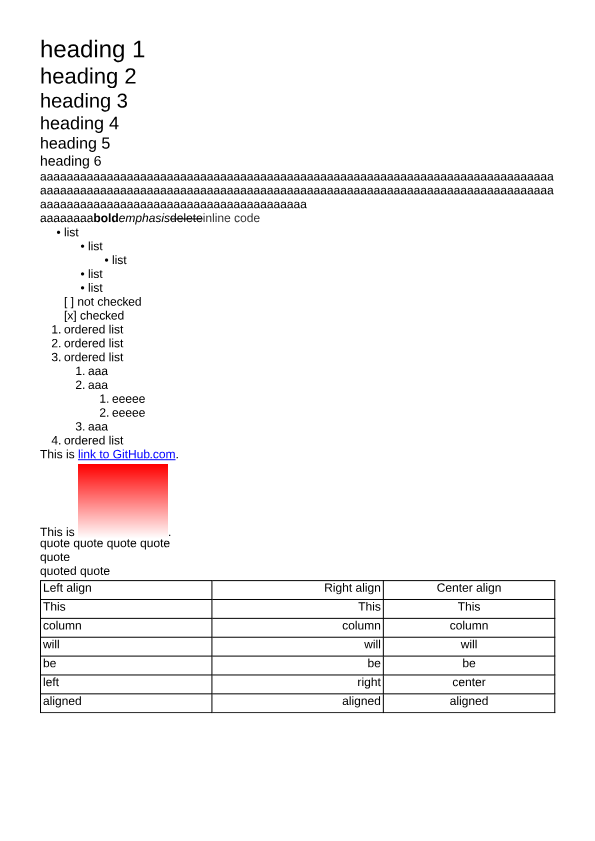 heading 1
heading 2
heading 3
heading 4
heading 5
heading 6
aaaaaaaaaaaaaaaaaaaaaaaaaaaaaaaaaaaaaaaaaaaaaaaaaaaaaaaaaaaaaaaaaaaaaaaaaaaaa
aaaaaaaaaaaaaaaaaaaaaaaaaaaaaaaaaaaaaaaaaaaaaaaaaaaaaaaaaaaaaaaaaaaaaaaaaaaaa
aaaaaaaaaaaaaaaaaaaaaaaaaaaaaaaaaaaaaaaa
aaaaaaaaboldemphasisdeleteinline code
• list
• list
• list
• list
• list
[ ] not checked
[x] checked
1. ordered list
2. ordered list
3. ordered list
1. aaa
2. aaa
1. eeeee
2. eeeee
3. aaa
4. ordered list
This is link to GitHub.com.
This is .
quote quote quote quote
quote
quoted quote
Left align Right align Center align
This This This
column column column
will will will
be be be
left right center
aligned aligned aligned